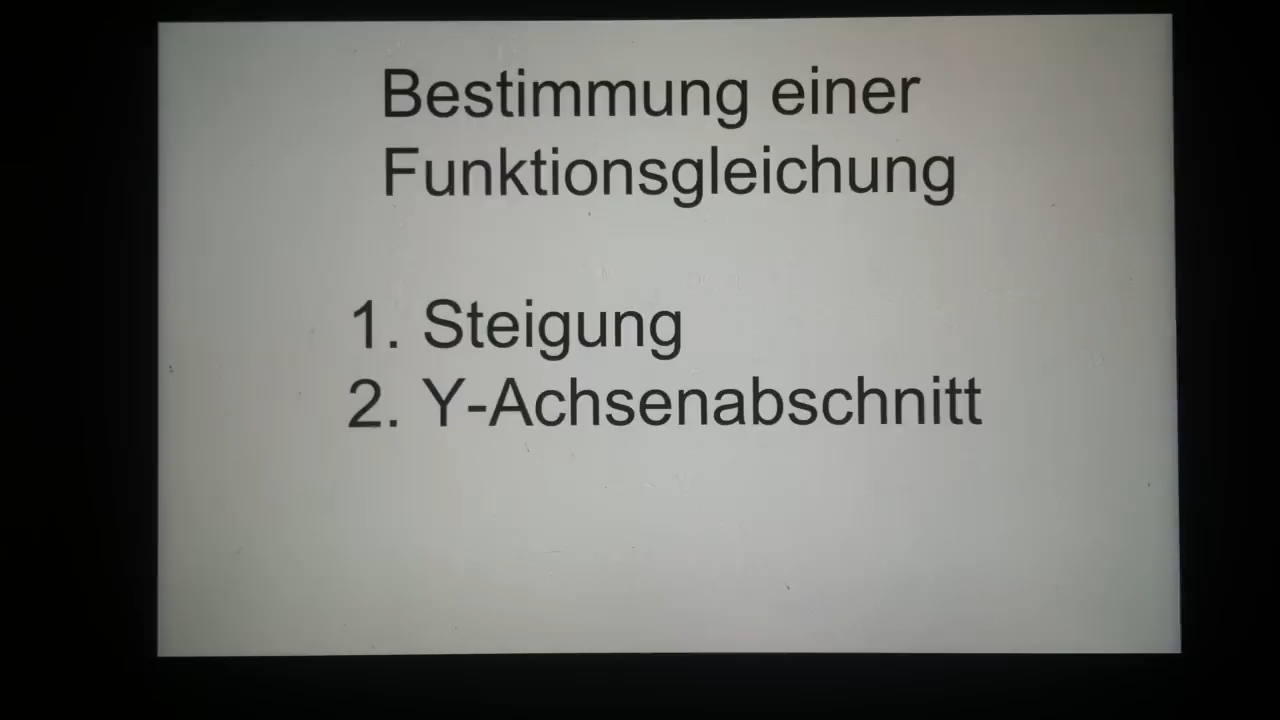 Bestimmung einer
Funktionsgleichung
1. Steigung
2. Y-Achsenabschnitt